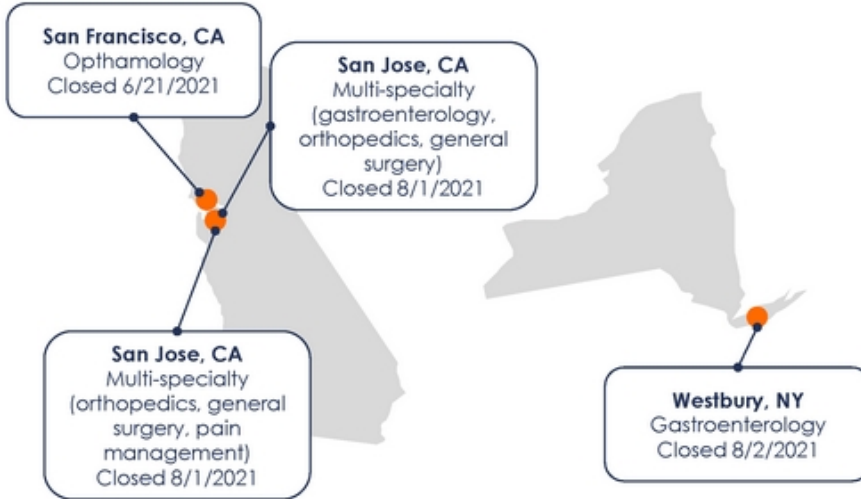 San Francisco, CA
Opthamology
Closed 6/21/2021
San Jose, CA
Multi-specialty
(gastroenterology,
orthopedics, general
surgery)
Closed 8/1/2021
San Jose, CA
Multi-specialty
(orthopedics, general
surgery, pain
management)
Closed 8/1/2021
Westbury, NY
Gastroenterology
Closed 8/2/2021